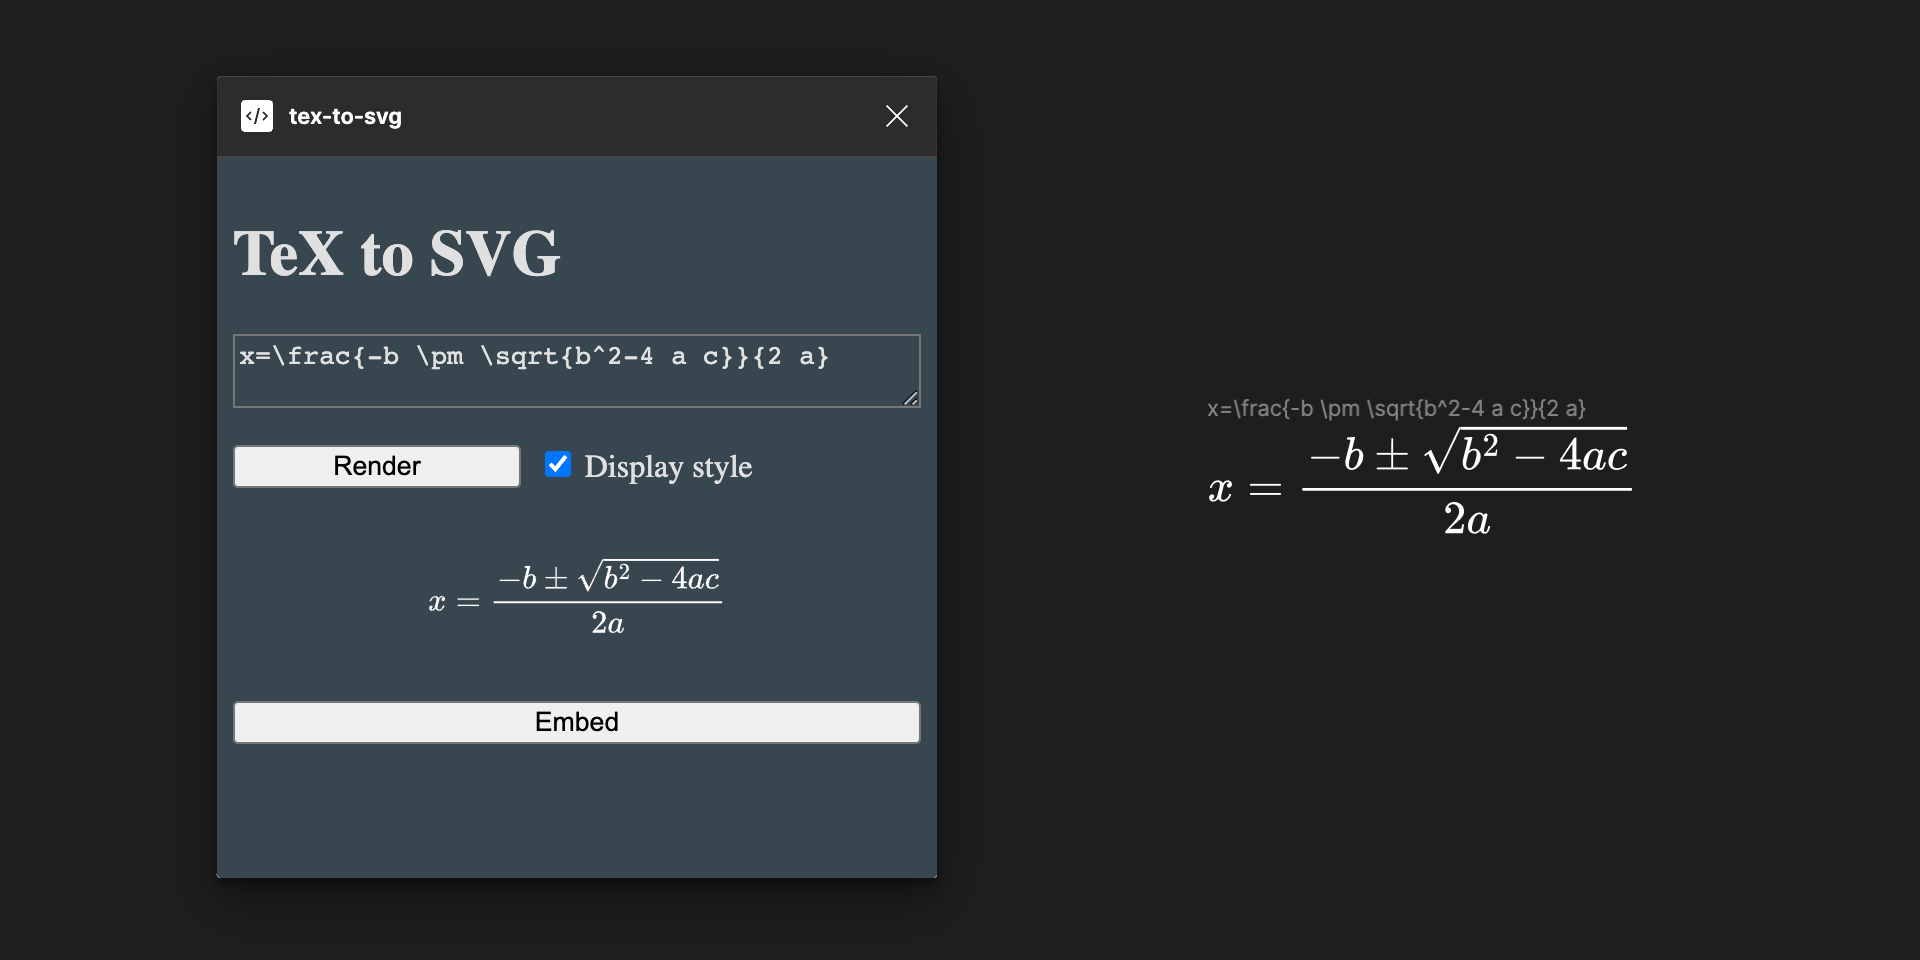 </> tex-to-svg
TeX to SVG
x=\frac{-b \pm \sqrt{b^2-4 a c}}{2 a}
Render
Display style
x = \frac{-b \pm \sqrt{b^2 - 4ac}}{2a}
Embed
x=\frac{-b \pm \sqrt{b^2-4 a c}}{2 a}
x = \frac{-b \pm \sqrt{b^2 - 4ac}}{2a}